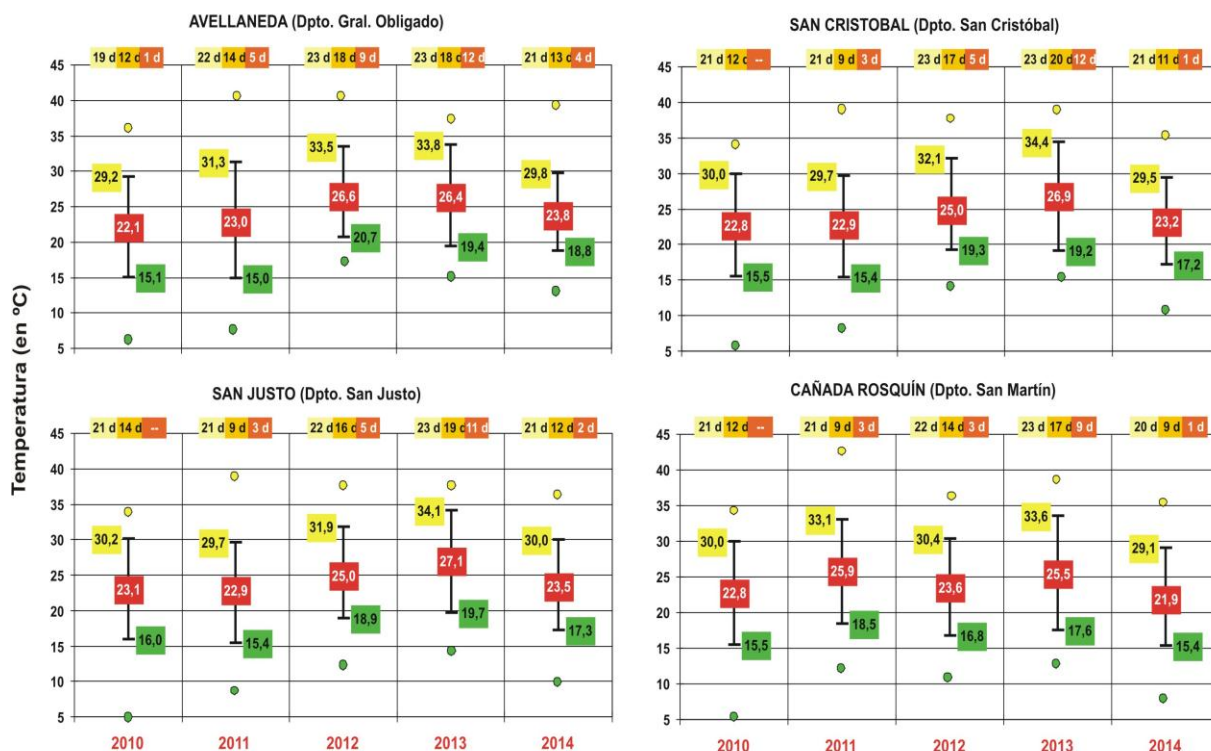 AVELLANEDA (Dpto. Gral. Obligado)
19 d 12 d 1 d 22 d 14 d 5 d 23 d 18 d 9 d 23 d 18 d 12 d 21 d 13 d 4 d
45
40
35
30
25
20
15
10
5
29,2 31,3 33,5 33,8 29,8
22,1 23,0 26,6 26,4 23,8
15,1 15,0 20,7 19,4 18,8
SAN CRISTOBAL (Dpto. San Cristóbal)
21 d 12 d -- 21 d 9 d 3 d 23 d 17 d 5 d 23 d 20 d 12 d 21 d 11 d 1 d
45
40
35
30
25
20
15
10
5
30,0 29,7 32,1 34,4 29,5
22,8 22,9 25,0 26,9 23,2
15,5 15,4 19,3 19,2 17,2
Temperatura (en ºC)
SAN JUSTO (Dpto. San Justo)
21 d 14 d -- 21 d 9 d 3 d 22 d 16 d 5 d 23 d 19 d 11 d 21 d 12 d 2 d
45
40
35
30
25
20
15
10
5
30,2 29,7 31,9 34,1 30,0
23,1 22,9 25,0 27,1 23,5
16,0 15,4 18,9 19,7 17,3
2010 2011 2012 2013 2014
CAÑADA ROSQUÍN (Dpto. San Martín)
21 d 12 d -- 21 d 9 d 3 d 22 d 14 d 3 d 23 d 17 d 9 d 20 d 9 d 1 d
45
40
35
30
25
20
15
10
5
30,0 33,1 30,4 33,6 29,1
22,8 25,9 23,6 25,5 21,9
15,5 18,5 16,8 17,6 15,4
2010 2011 2012 2013 2014